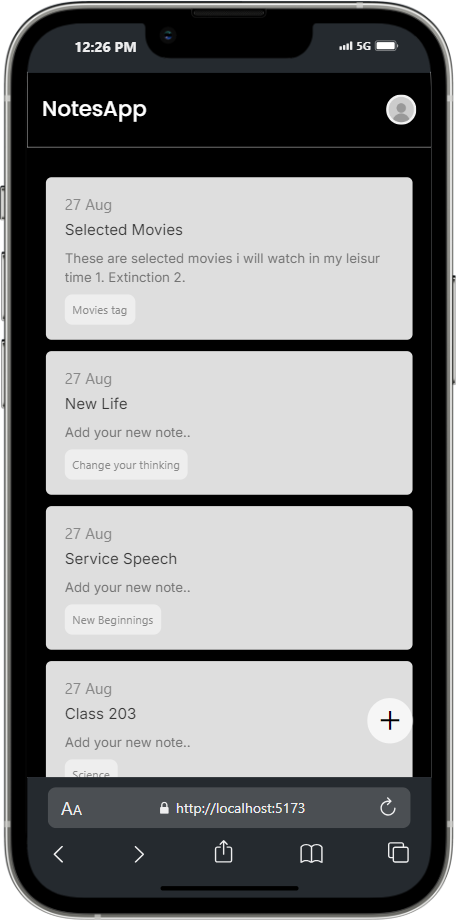 12:26 PM
5G
NotesApp
27 Aug
Selected Movies
These are selected movies i will watch in my leisur
time 1. Extinction 2.
Movies tag
27 Aug
New Life
Add your new note..
Change your thinking
27 Aug
Service Speech
Add your new note..
New Beginnings
27 Aug
Class 203
Add your new note..
Science
AA
http://localhost:5173